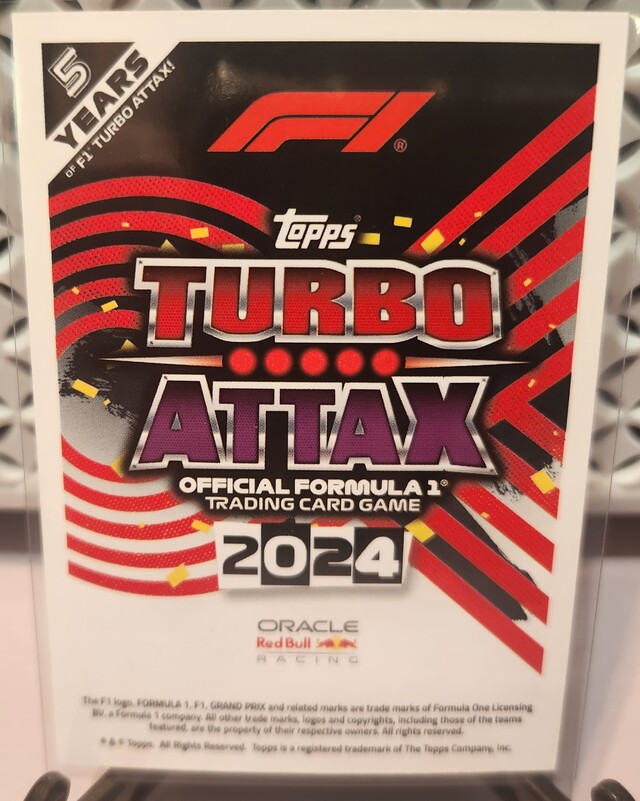 5
YEARS
OF F1® TURBO ATTAX!
F1®
Topps®
TURBO
ATTAX
OFFICIAL FORMULA 1®
TRADING CARD GAME
2024
ORACLE
Red Bull
RACING
The F1 logo, FORMULA 1, F1, GRAND PRIX and related marks are trade marks of Formula One Licensing
BV, a Formula 1 company. All other trade marks, logos and copyrights, including those of the teams
featured, are the property of their respective owners. All rights reserved.
® & © Topps. All Rights Reserved. Topps is a registered trademark of The Topps Company, Inc.